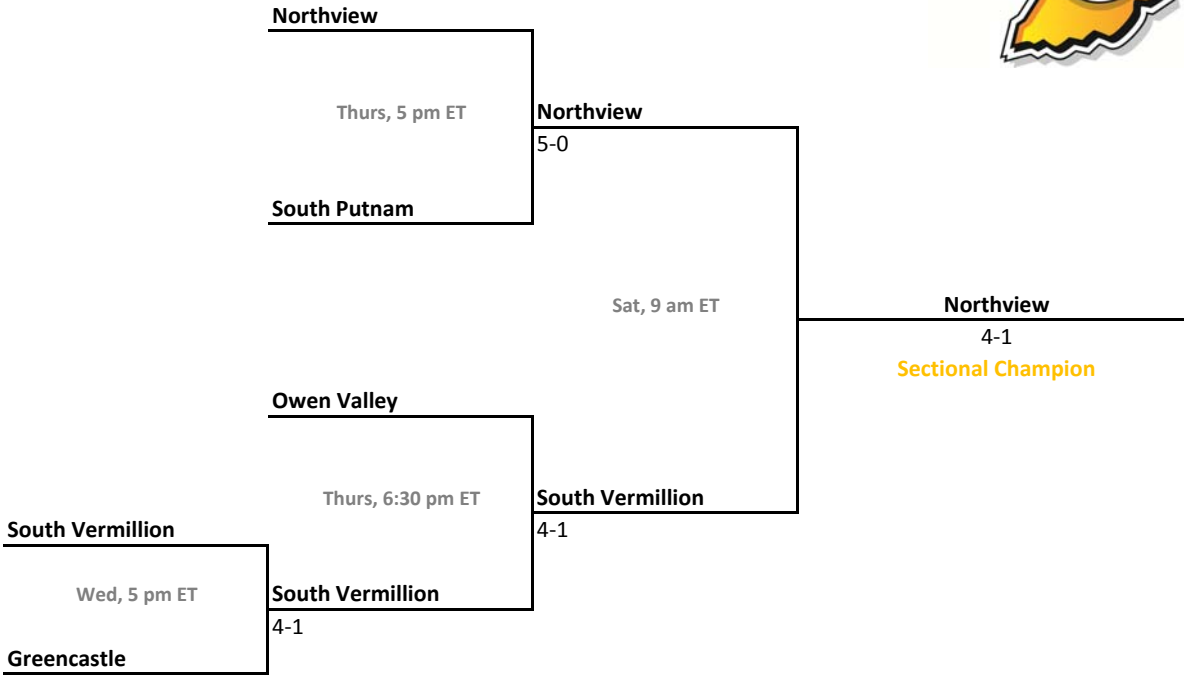 Northview
Thurs, 5 pm ET
Northview
5-0
South Putnam
Sat, 9 am ET
Northview
4-1
Sectional Champion
Owen Valley
Thurs, 6:30 pm ET
South Vermillion
4-1
South Vermillion
Wed, 5 pm ET
South Vermillion
4-1
Greencastle